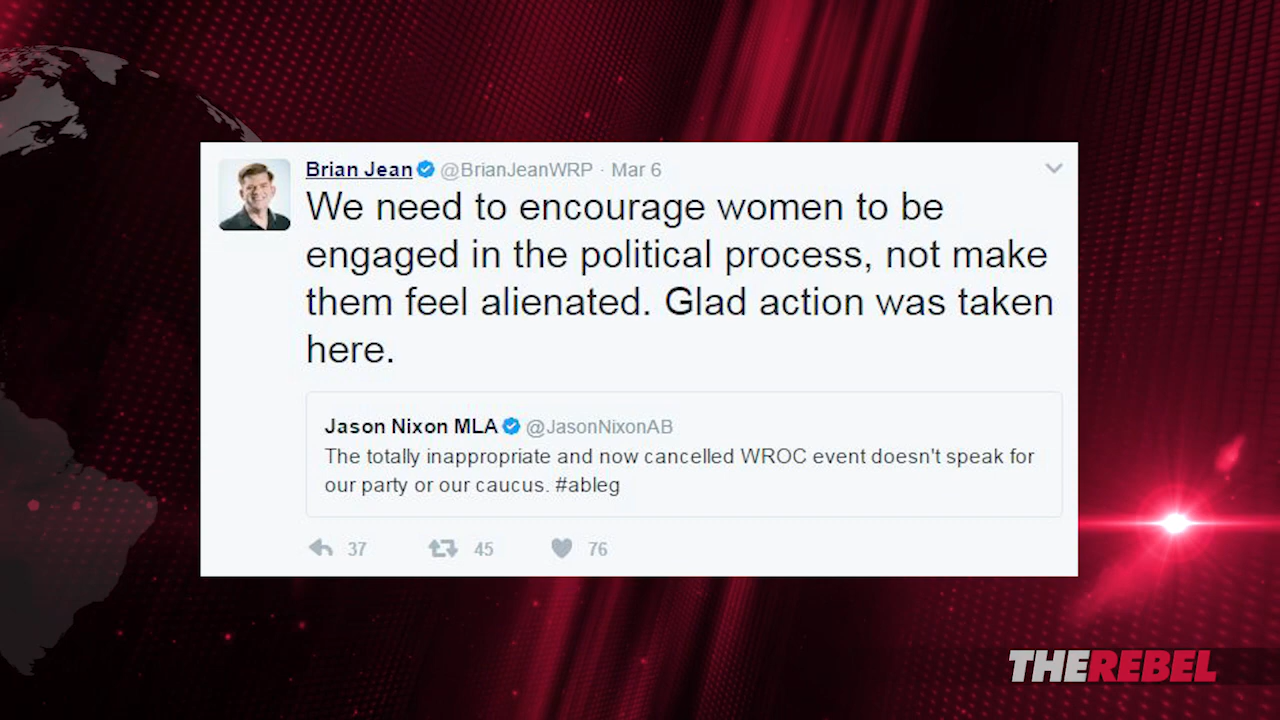 Brian Jean @BrianJeanWRP · Mar 6
We need to encourage women to be
engaged in the political process, not make
them feel alienated. Glad action was taken
here.
Jason Nixon MLA @JasonNixonAB
The totally inappropriate and now cancelled WROC event doesn't speak for
our party or our caucus. #ableg
37 45 76
THEREBEL